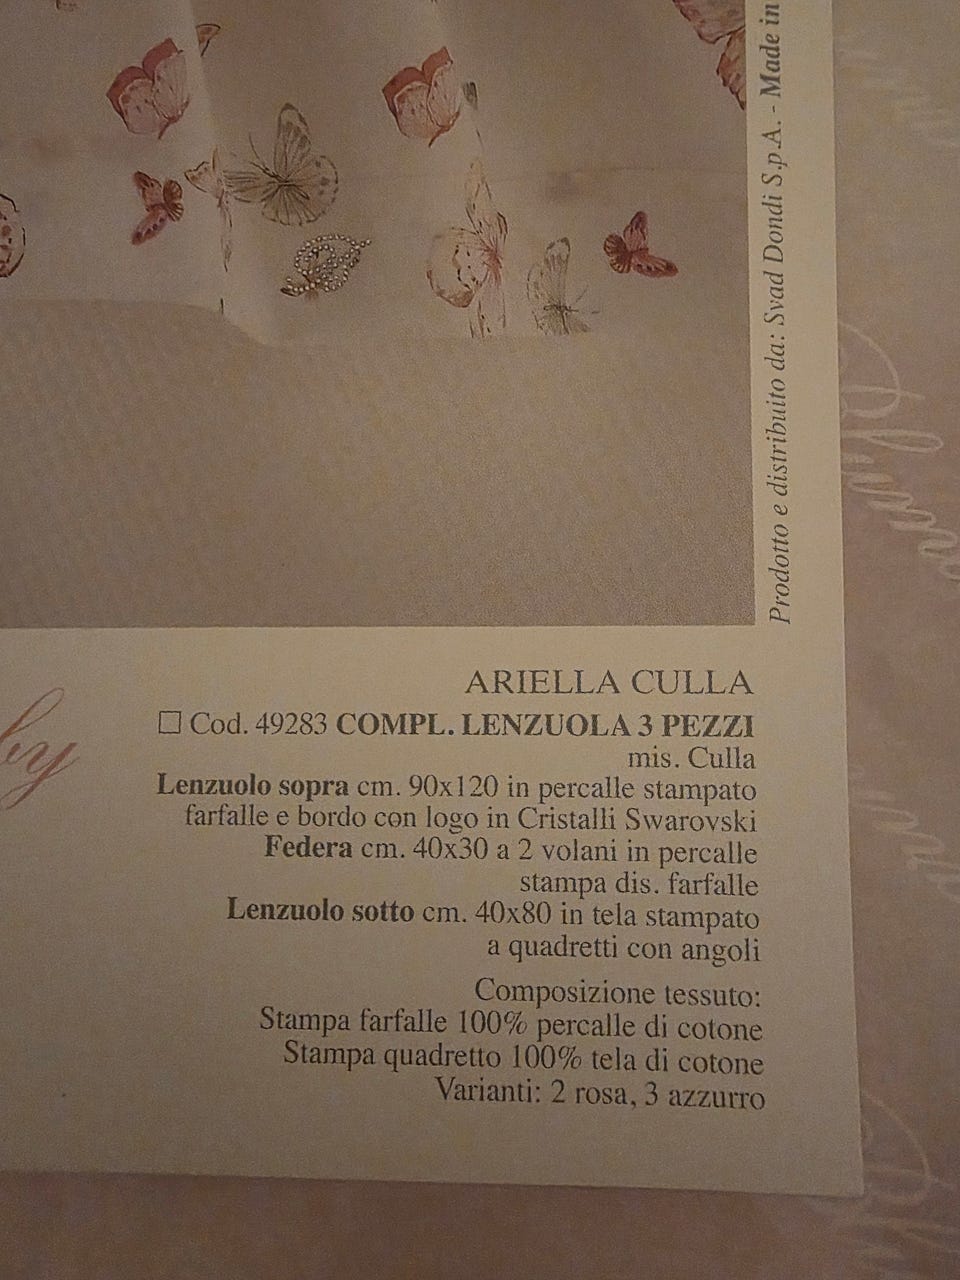 Prodotto e distribuito da: Svad Dondi S.p.A. - Made in
by
ARIELLA CULLA
Cod. 49283 COMPL. LENZUOLA 3 PEZZI
mis. Culla
Lenzuolo sopra cm. 90x120 in percalle stampato
farfalle e bordo con logo in Cristalli Swarovski
Federa cm. 40x30 a 2 volani in percalle
stampa dis. farfalle
Lenzuolo sotto cm. 40x80 in tela stampato
a quadretti con angoli
Composizione tessuto:
Stampa farfalle 100% percalle di cotone
Stampa quadretto 100% tela di cotone
Varianti: 2 rosa, 3 azzurro